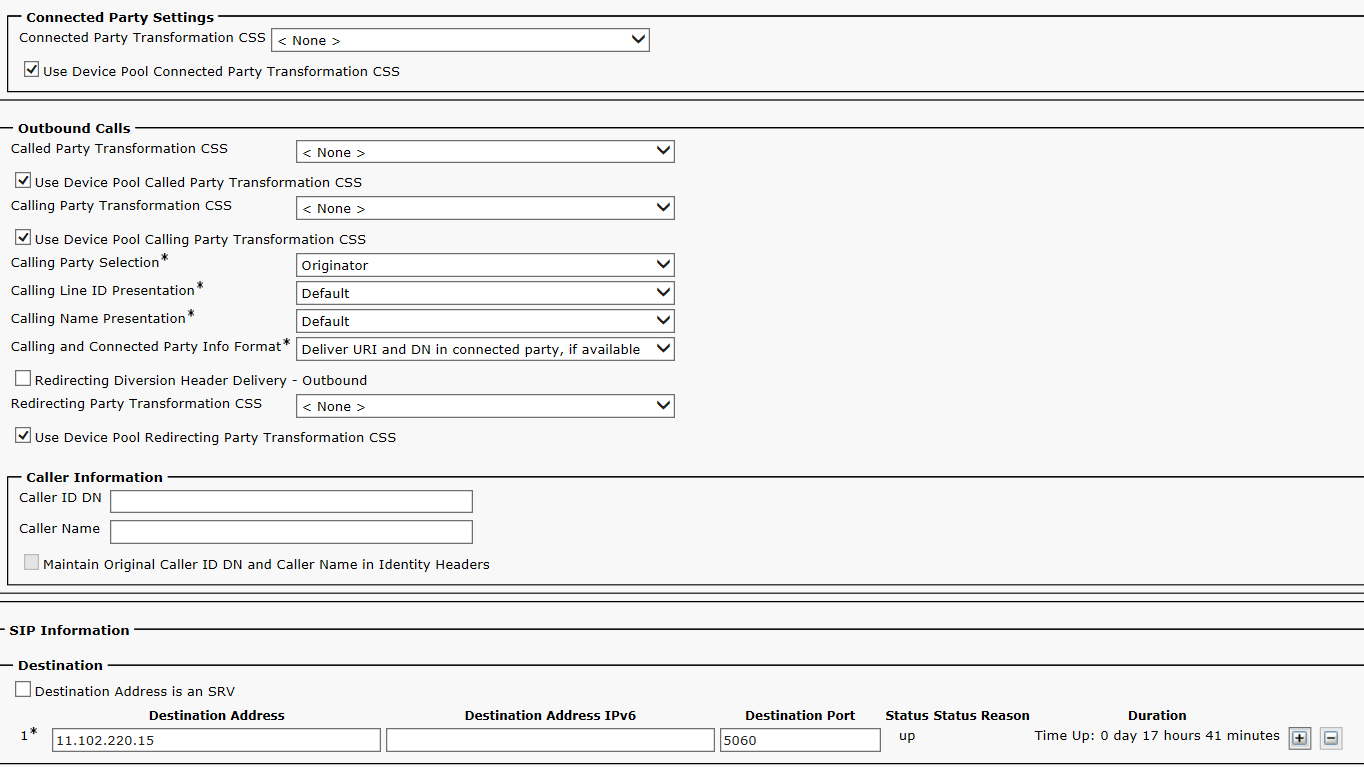 Connected Party Settings
Connected Party Transformation CSS < None >
Use Device Pool Connected Party Transformation CSS
Outbound Calls
Called Party Transformation CSS < None >
Use Device Pool Called Party Transformation CSS
Calling Party Transformation CSS < None >
Use Device Pool Calling Party Transformation CSS
Calling Party Selection* Originator
Calling Line ID Presentation* Default
Calling Name Presentation* Default
Calling and Connected Party Info Format* Deliver URI and DN in connected party, if available
Redirecting Diversion Header Delivery - Outbound
Redirecting Party Transformation CSS < None >
Use Device Pool Redirecting Party Transformation CSS
Caller Information
Caller ID DN
Caller Name
Maintain Original Caller ID DN and Caller Name in Identity Headers
SIP Information
Destination
Destination Address is an SRV
Destination Address Destination Address IPv6 Destination Port Status Status Reason Duration
1* 11.102.220.15 5060 up Time Up: 0 day 17 hours 41 minutes